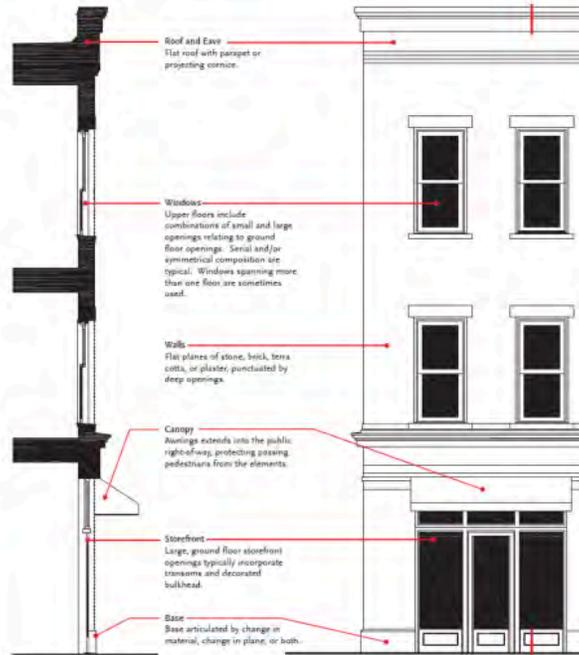 Roof and Eave
Flat roof with parapet or
projecting cornice.
Windows
Upper floors include
combinations of small and large
openings relating to ground
floor openings. Serial and/or
symmetrical composition are
typical. Windows spanning more
than one floor are sometimes
used.
Walls
Flat planes of stone, brick, terra
cotta, or plaster, punctuated by
deep openings.
Canopy
Awnings extends into the public
right-of-way, protecting passing
pedestrians from the elements.
Storefront
Large, ground floor storefront
openings typically incorporate
transoms and decorated
bulkhead.
Base
Base articulated by change in
material, change in plane, or both.